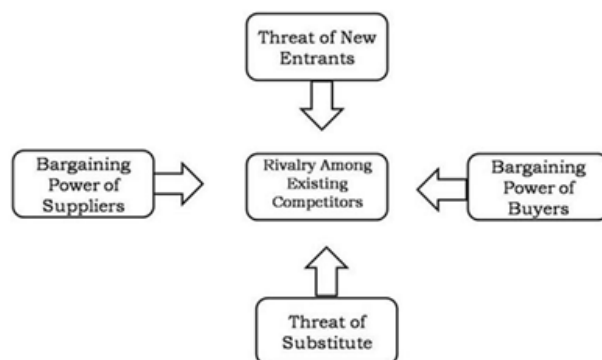 Threat of New
Entrants
Bargaining
Power of
Suppliers
Rivalry Among
Existing
Competitors
Bargaining
Power of
Buyers
Threat of
Substitute